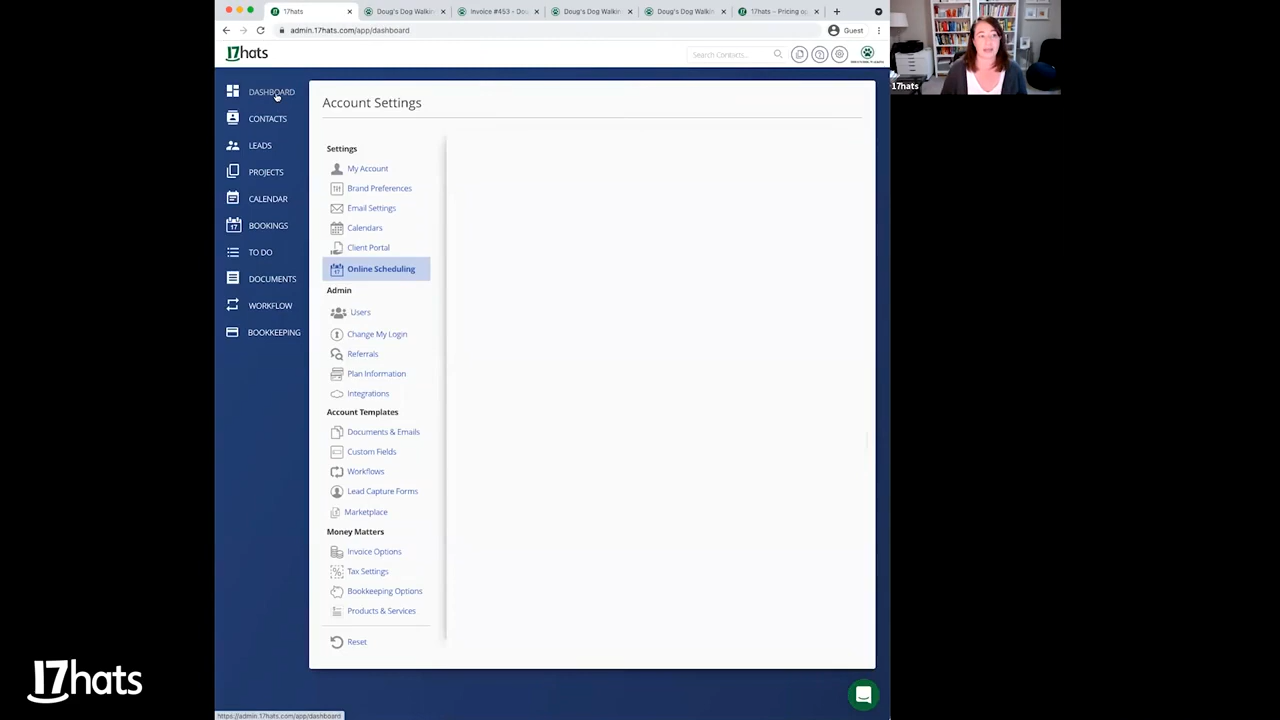 17hats
Doug's Dog Walkin
Invoice #453 - Dou
Doug's Dog Walkin
Doug's Dog Walkin
17hats – Pricing op
admin.17hats.com/app/dashboard
Guest
17hats
Search Contacts...
17hats
DASHBOARD
CONTACTS
LEADS
PROJECTS
CALENDAR
17
BOOKINGS
TO DO
DOCUMENTS
WORKFLOW
BOOKKEEPING
Account Settings
Settings
My Account
Brand Preferences
Email Settings
Calendars
Client Portal
Online Scheduling
Admin
Users
Change My Login
Referrals
Plan Information
Integrations
Account Templates
Documents & Emails
Custom Fields
Workflows
Lead Capture Forms
Marketplace
Money Matters
Invoice Options
Tax Settings
Bookkeeping Options
Products & Services
Reset
17hats
https://admin.17hats.com/app/dashboard